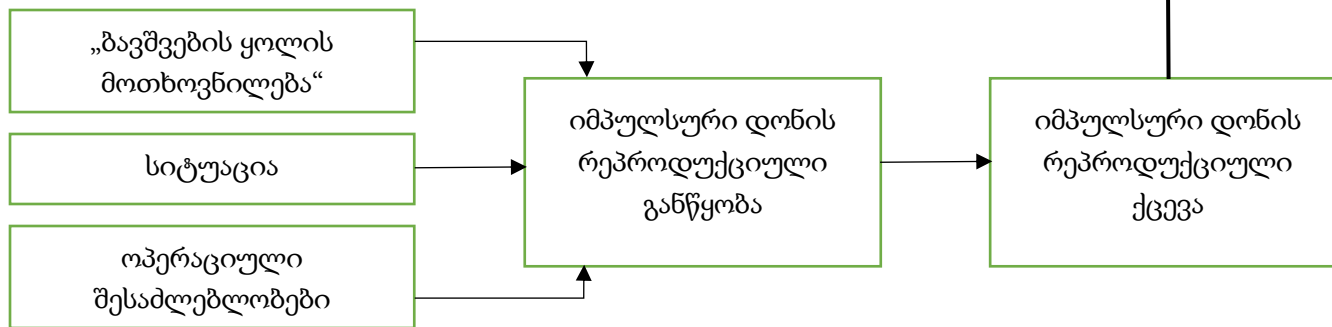 „ბავშვების ყოლის
მოთხოვნილება“
სიტუაცია
ოპერაციული
შესაძლებლობები
იმპულსური დონის
რეპროდუქციული
განწყობა
იმპულსური დონის
რეპროდუქციული
ქცევა